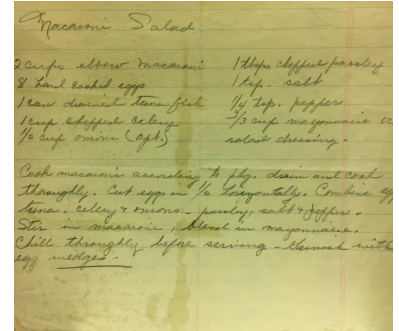 Macaroni Salad
2 cups elbow macaroni
8 hard cooked eggs
1 can drained tuna fish
1 cup chopped celery
1/2 cup onions (opt.)
1 tbsps chopped parsley
1 tsp. salt
1/4 tsp. pepper
2/3 cup mayonnaise or
salad dressing.
Cook macaroni according to pkg. drain and cool
thoroughly. Cut eggs in 1/2 horizontally. Combine egg
tuna - celery & onions - parsley, salt & pepper.
Stir in macaroni, blend in mayonnaise.
Chill throughly before serving - Garnish with
egg wedges -